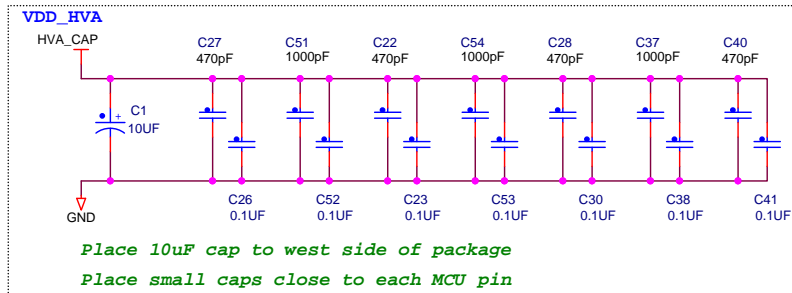 VDD_HVA
HVA_CAP
C27
470pF
C51
1000pF
C22
470pF
C54
1000pF
C28
470pF
C37
1000pF
C40
470pF
C1
+
10UF
C26
0.1UF
C52
0.1UF
C23
0.1UF
C53
0.1UF
C30
0.1UF
C38
0.1UF
C41
0.1UF
GND
Place 10uF cap to west side of package
Place small caps close to each MCU pin